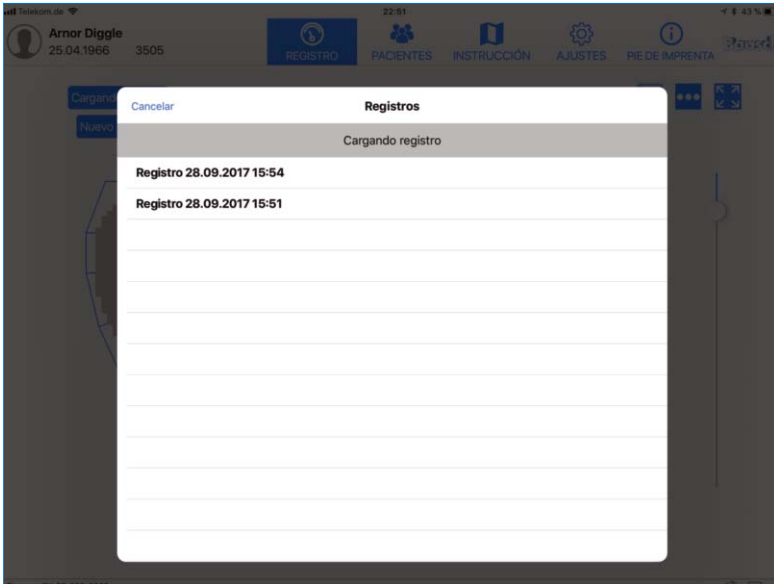 Telekom.de 22:51 43 %
Arnor Diggle
25.04.1966 3505
REGISTRO PACIENTES INSTRUCCIÓN AJUSTES PIE DE IMPRENTA
Cargand
Cancelar Registros
Nuevo
Cargando registro
Registro 28.09.2017 15:54
Registro 28.09.2017 15:51